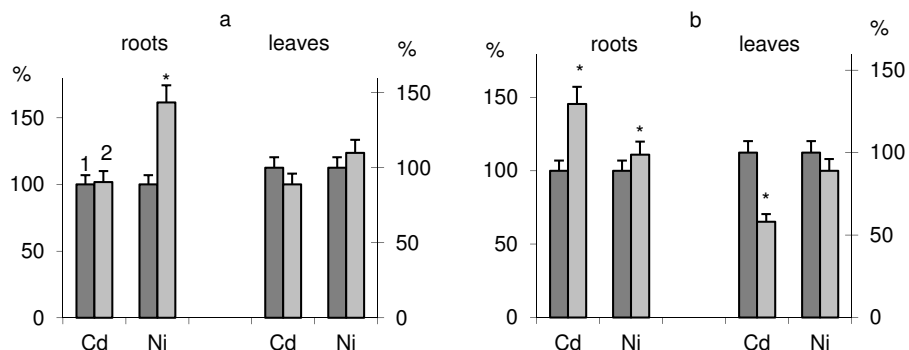 a
roots leaves
% %
150 150
1 2 *
100 100
50 50
0 0
Cd Ni Cd Ni
b
roots leaves
% %
* 150
150 *
100 * 100
50 50
0 0
Cd Ni Cd Ni